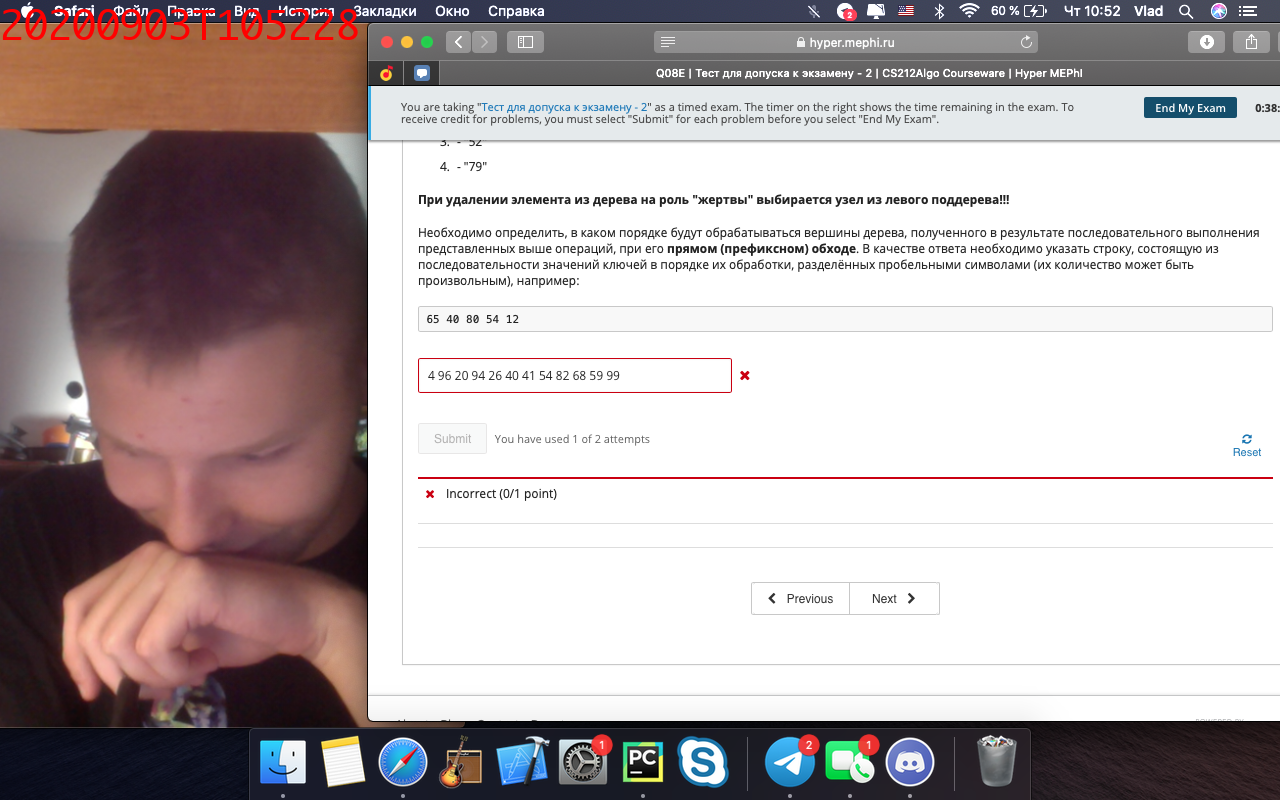 20200903T105228
Safari Файл Правка Вид История Закладки Окно Справка
2 60 % Чт 10:52 Vlad
hyper.mephi.ru
Q08E | Тест для допуска к экзамену - 2 | CS212Algo Courseware | Hyper MEPhI
You are taking "Тест для допуска к экзамену - 2" as a timed exam. The timer on the right shows the time remaining in the exam. To
receive credit for problems, you must select "Submit" for each problem before you select "End My Exam".
End My Exam
0:38:
3. - "52"
4. - "79"
При удалении элемента из дерева на роль "жертвы" выбирается узел из левого поддерева!!!
Необходимо определить, в каком порядке будут обрабатываться вершины дерева, полученного в результате последовательного выполнения
представленных выше операций, при его прямом (префиксном) обходе. В качестве ответа необходимо указать строку, состоящую из
последовательности значений ключей в порядке их обработки, разделённых пробельными символами (их количество может быть
произвольным), например:
65 40 80 54 12
4 96 20 94 26 40 41 54 82 68 59 99
Submit
You have used 1 of 2 attempts
Reset
Incorrect (0/1 point)
Previous
Next
1
PC
S
2
1